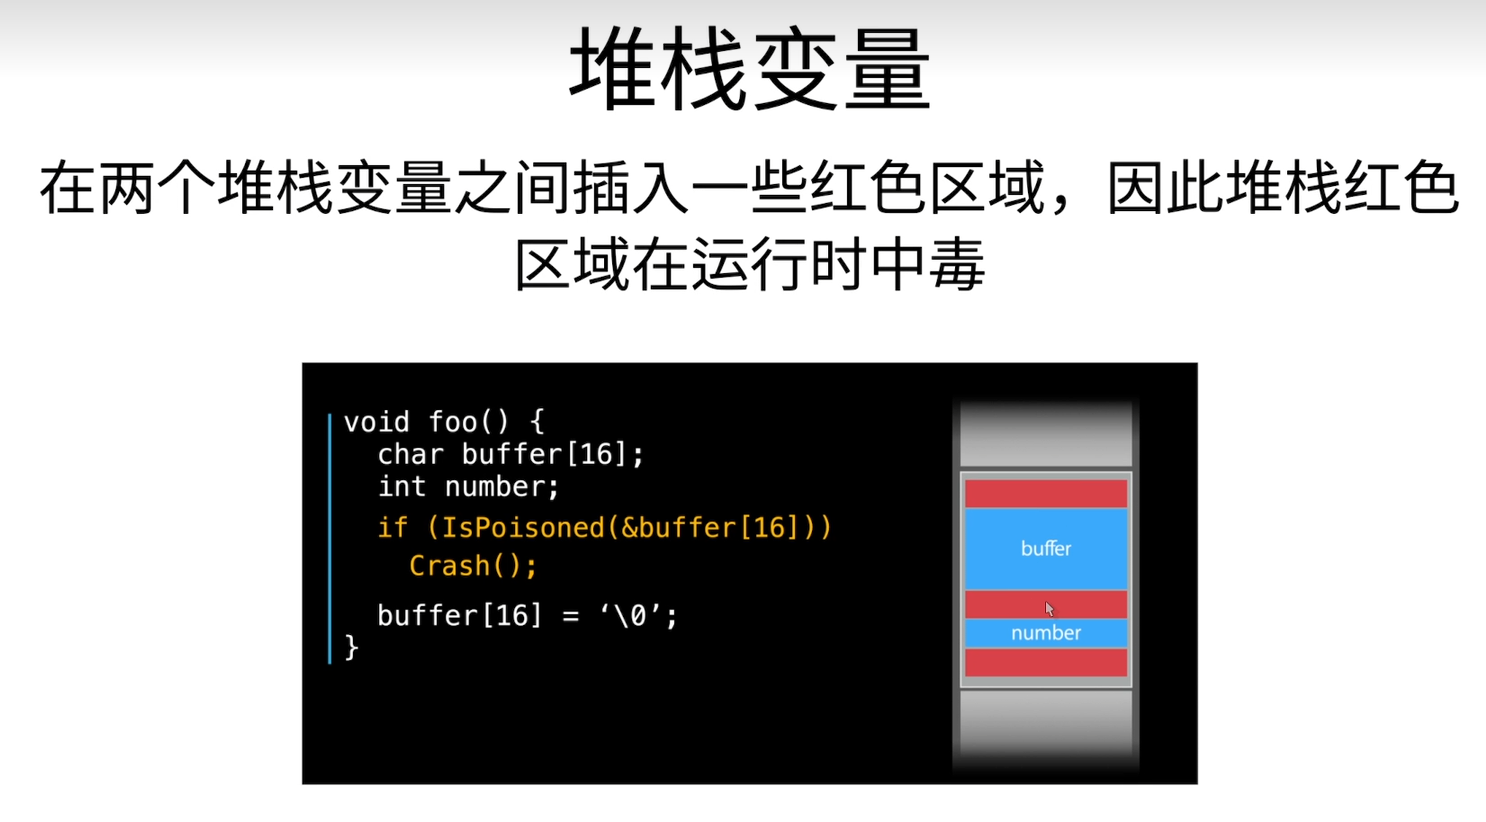 堆栈变量
在两个堆栈变量之间插入一些红色区域，因此堆栈红色
区域在运行时中毒
void foo() {
char buffer[16];
int number;
if (IsPoisoned(&buffer[16]))
Crash();
buffer[16] = ‘\0’;
}
buffer
number